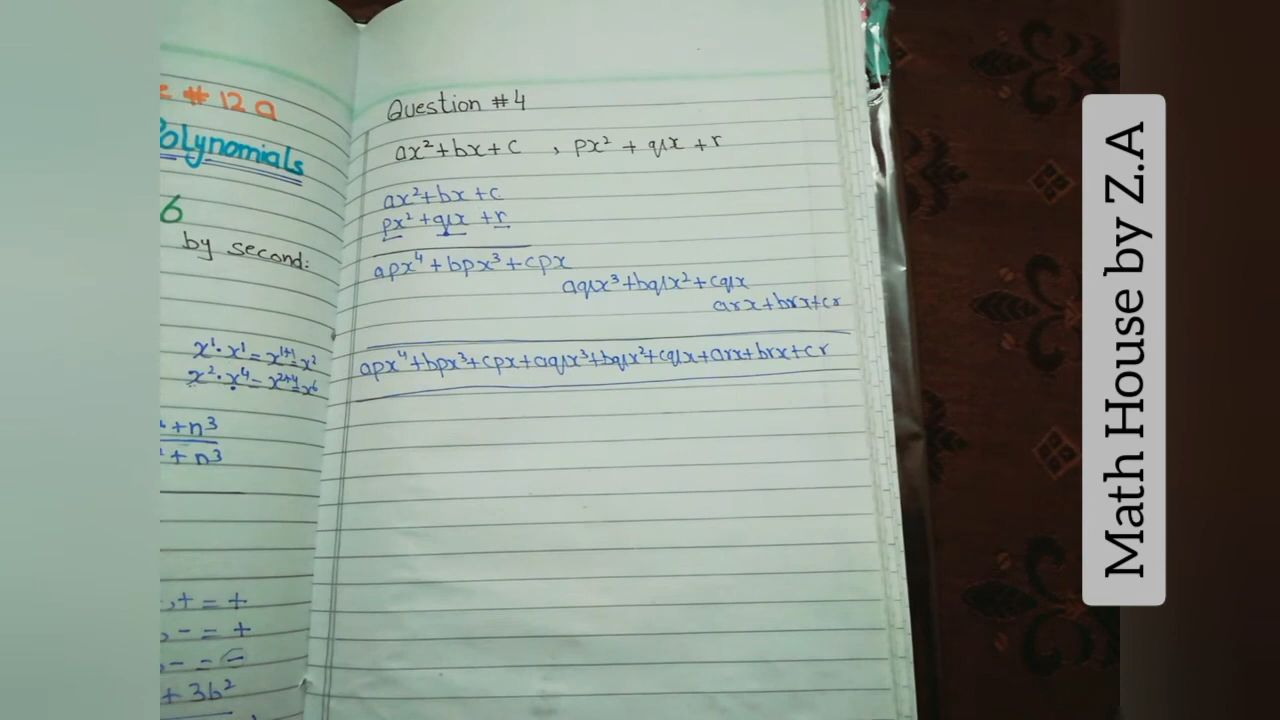 # 12 a
Polynomials
6
by second:
x¹·x¹=x¹⁺¹=x²
x²·x⁴=x²⁺⁴=x⁶
+n³
+n³
,+ = +
- = +
- = -
+ 3b²
Question #4
ax²+bx+c , px²+qx+r
ax²+bx+c
px²+qx+r
apx⁴+bpx³+cpx
aqx³+bqx²+cqx
arx+brx+cr
apx⁴+bpx³+cpx+aqx³+bqx²+cqx+arx+brx+cr
Math House by Z.A